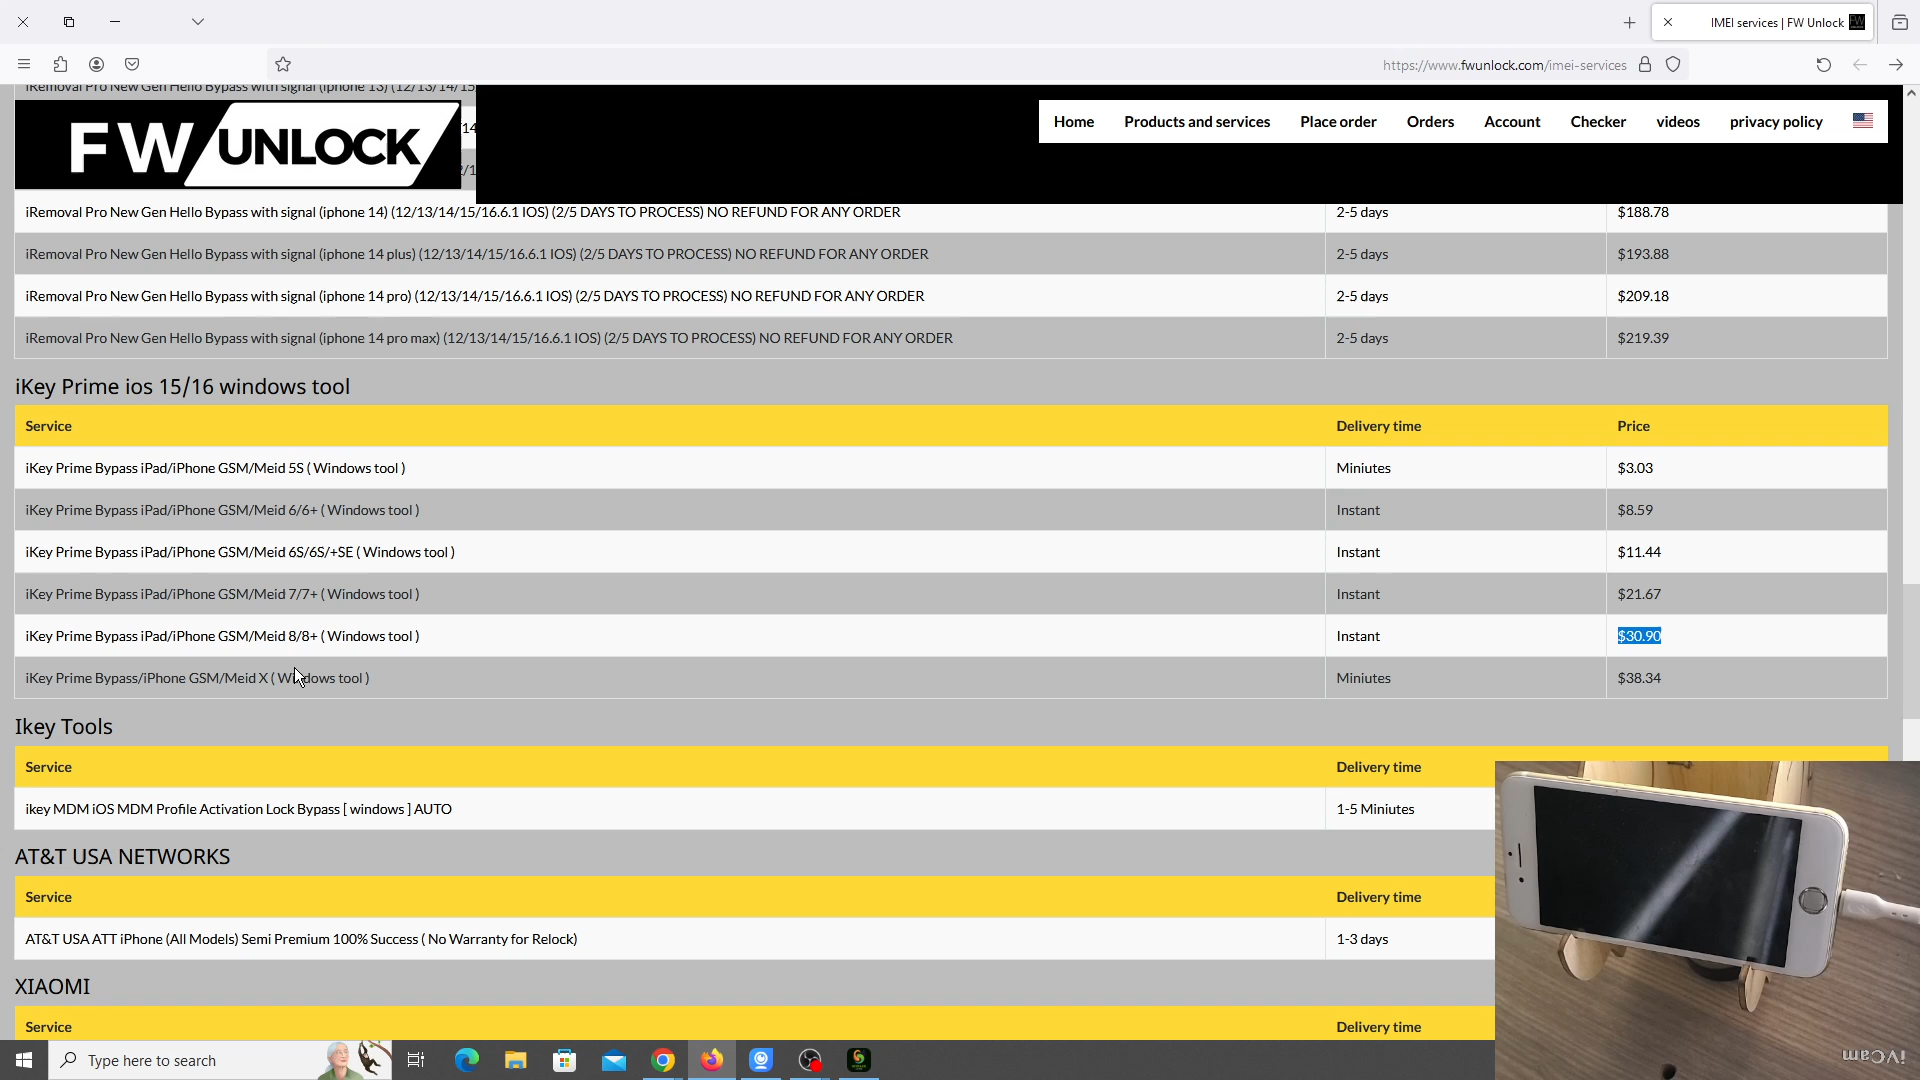 IMEI services | FW Unlock
https://www.fwunlock.com/imei-services
iRemoval Pro New Gen Hello Bypass with signal (iphone 13) (12/13/14/15
FW UNLOCK
Home Products and services Place order Orders Account Checker videos privacy policy
iRemoval Pro New Gen Hello Bypass with signal (iphone 14) (12/13/14/15/16.6.1 IOS) (2/5 DAYS TO PROCESS) NO REFUND FOR ANY ORDER 2-5 days $188.78
iRemoval Pro New Gen Hello Bypass with signal (iphone 14 plus) (12/13/14/15/16.6.1 IOS) (2/5 DAYS TO PROCESS) NO REFUND FOR ANY ORDER 2-5 days $193.88
iRemoval Pro New Gen Hello Bypass with signal (iphone 14 pro) (12/13/14/15/16.6.1 IOS) (2/5 DAYS TO PROCESS) NO REFUND FOR ANY ORDER 2-5 days $209.18
iRemoval Pro New Gen Hello Bypass with signal (iphone 14 pro max) (12/13/14/15/16.6.1 IOS) (2/5 DAYS TO PROCESS) NO REFUND FOR ANY ORDER 2-5 days $219.39
iKey Prime ios 15/16 windows tool
Service Delivery time Price
iKey Prime Bypass iPad/iPhone GSM/Meid 5S ( Windows tool ) Miniutes $3.03
iKey Prime Bypass iPad/iPhone GSM/Meid 6/6+ ( Windows tool ) Instant $8.59
iKey Prime Bypass iPad/iPhone GSM/Meid 6S/6S/+SE ( Windows tool ) Instant $11.44
iKey Prime Bypass iPad/iPhone GSM/Meid 7/7+ ( Windows tool ) Instant $21.67
iKey Prime Bypass iPad/iPhone GSM/Meid 8/8+ ( Windows tool ) Instant $30.90
iKey Prime Bypass/iPhone GSM/Meid X ( Windows tool ) Miniutes $38.34
Ikey Tools
Service Delivery time
ikey MDM iOS MDM Profile Activation Lock Bypass [ windows ] AUTO 1-5 Miniutes
AT&T USA NETWORKS
Service Delivery time
AT&T USA ATT iPhone (All Models) Semi Premium 100% Success ( No Warranty for Relock) 1-3 days
XIAOMI
Service Delivery time
Type here to search
iVCam